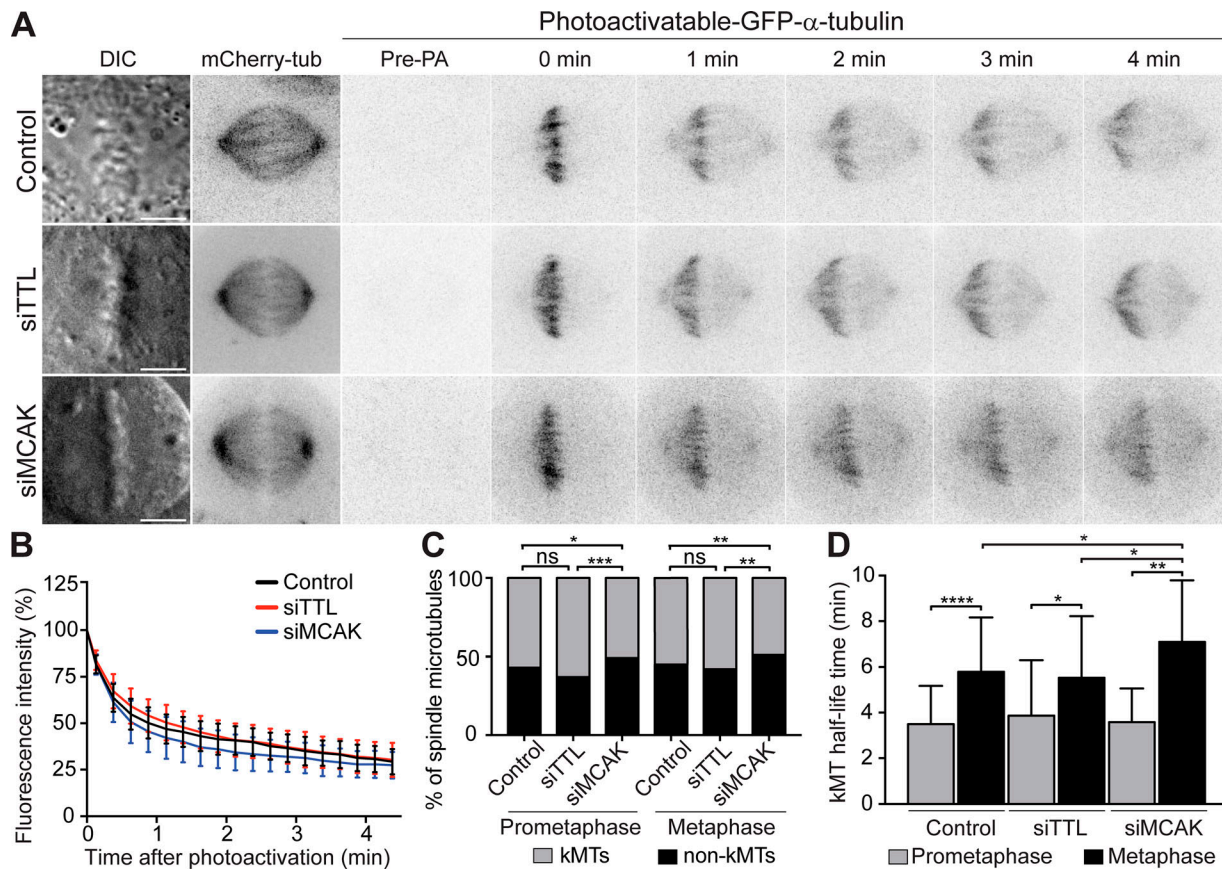 A
Photoactivatable-GFP-α-tubulin
DIC mCherry-tub Pre-PA 0 min 1 min 2 min 3 min 4 min
Control
siTTL
siMCAK
B
Fluorescence intensity (%)
125
100
75
50
25
0
0 1 2 3 4
Time after photoactivation (min)
Control
siTTL
siMCAK
C
* **
ns *** ns **
% of spindle microtubules
100
50
0
Control siTTL siMCAK Control siTTL siMCAK
Prometaphase Metaphase
kMTs non-kMTs
D
*
*
**** * **
kMT half-life time (min)
10
8
6
4
2
0
Control siTTL siMCAK
Prometaphase Metaphase